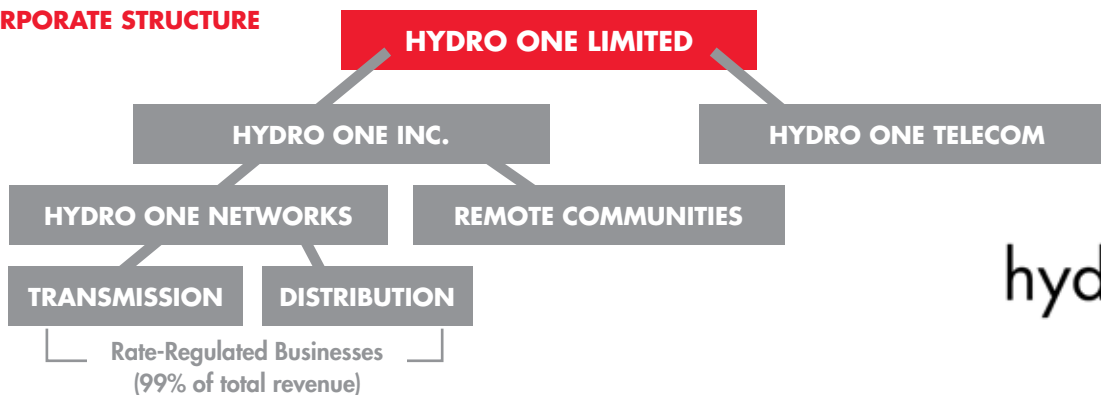 RPORATE STRUCTURE
HYDRO ONE LIMITED
HYDRO ONE INC.
HYDRO ONE TELECOM
HYDRO ONE NETWORKS
REMOTE COMMUNITIES
TRANSMISSION
DISTRIBUTION
hyd
Rate-Regulated Businesses
(99% of total revenue)